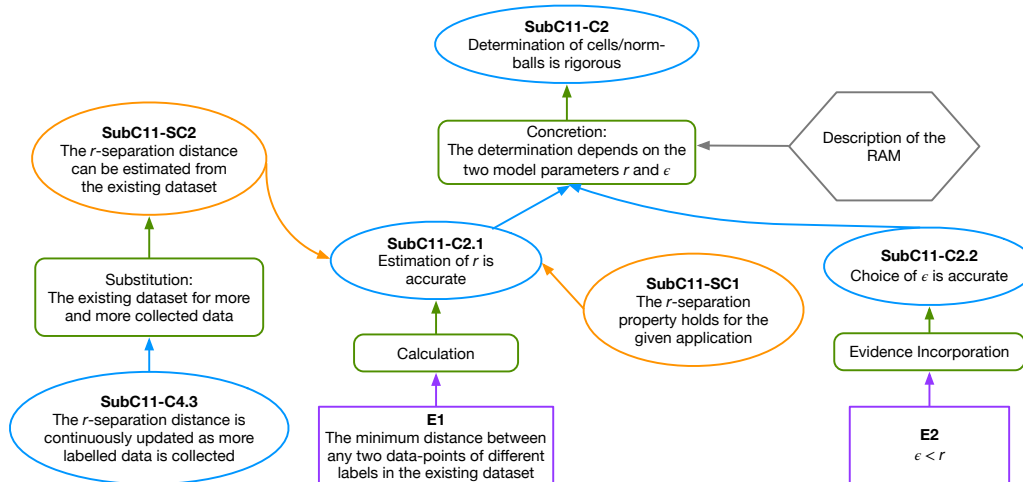 SubC11-C2
Determination of cells/norm-
balls is rigorous
SubC11-SC2
The r-separation distance
can be estimated from
the existing dataset
Concretion:
The determination depends on the
two model parameters r and ϵ
Description of the
RAM
SubC11-C2.1
Estimation of r is
accurate
SubC11-C2.2
Choice of ϵ is accurate
Substitution:
The existing dataset for more
and more collected data
SubC11-SC1
The r-separation
property holds for the
given application
Calculation
Evidence Incorporation
SubC11-C4.3
The r-separation distance is
continuously updated as more
labelled data is collected
E1
The minimum distance between
any two data-points of different
labels in the existing dataset
E2
ϵ < r